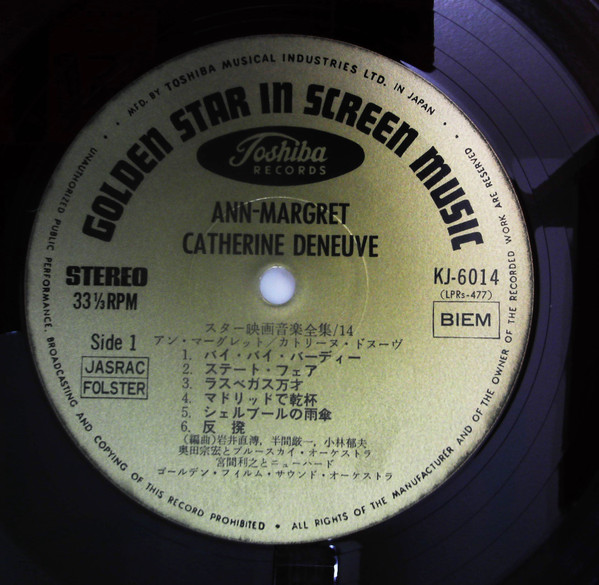 MFD. BY TOSHIBA MUSICAL INDUSTRIES LTD. IN JAPAN
GOLDEN STAR IN SCREEN MUSIC
Toshiba
RECORDS
ANN-MARGRET
CATHERINE DENEUVE
STEREO
33 1/3 RPM
KJ-6014
(LPRs-477)
BIEM
Side 1
JASRAC
FOLSTER
スター映画音楽全集/14
アン・マーグレット/カトリーヌ・ドヌーヴ
1. バイ・バイ・バーディー
2. ステート・フェア
3. ラスベガス万才
4. マドリッドで乾杯
5. シェルブールの雨傘
6. 反 撥
(編曲)岩井直溥, 半間厳一, 小林郁夫
奥田宗宏とブルースカイ・オーケストラ
宮間利之とニューハード
ゴールデン・フィルム・サウンド・オーケストラ
UNAUTHORIZED PUBLIC PERFORMANCE, BROADCASTING AND COPYING OF THIS RECORD PROHIBITED • ALL RIGHTS OF THE MANUFACTURER AND OF THE OWNER OF THE RECORDED WORK ARE RESERVED